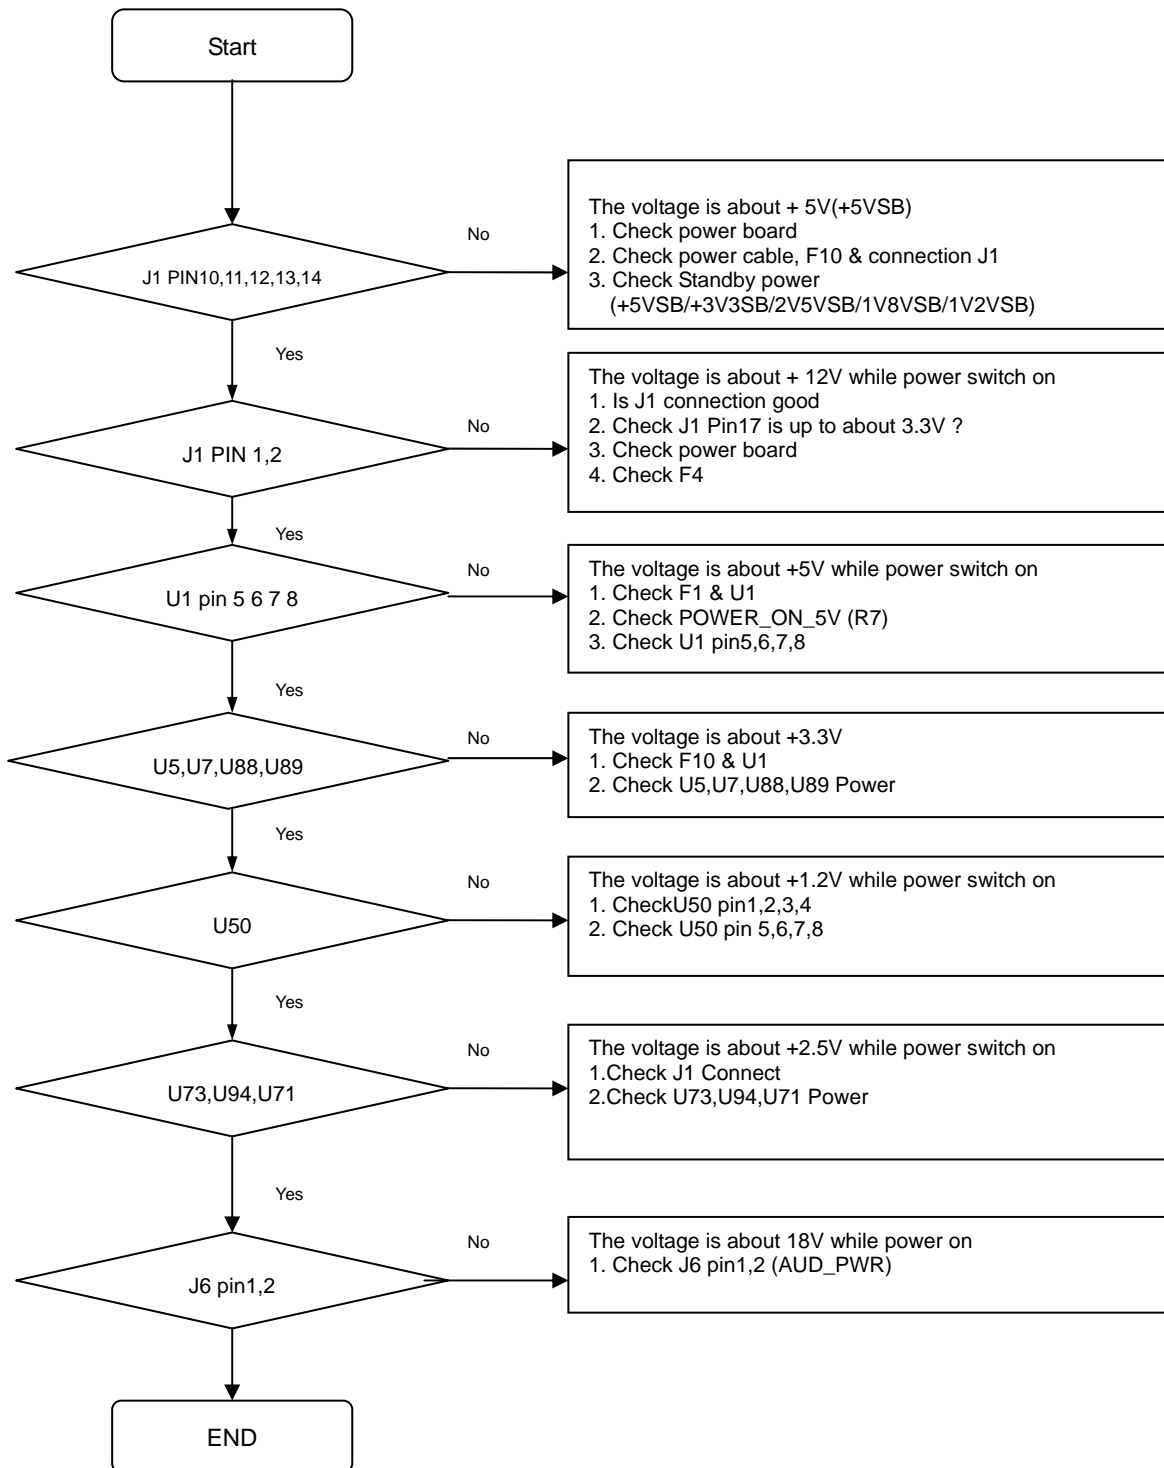 Start
No
The voltage is about + 5V(+5VSB)
1. Check power board
2. Check power cable, F10 & connection J1
3. Check Standby power
(+5VSB/+3V3SB/2V5VSB/1V8VSB/1V2VSB)
J1 PIN10,11,12,13,14
Yes
The voltage is about + 12V while power switch on
1. Is J1 connection good
2. Check J1 Pin17 is up to about 3.3V ?
3. Check power board
4. Check F4
No
J1 PIN 1,2
Yes
The voltage is about +5V while power switch on
1. Check F1 & U1
2. Check POWER_ON_5V (R7)
3. Check U1 pin5,6,7,8
No
U1 pin 5 6 7 8
Yes
No
The voltage is about +3.3V
1. Check F10 & U1
2. Check U5,U7,U88,U89 Power
U5,U7,U88,U89
Yes
No
The voltage is about +1.2V while power switch on
1. CheckU50 pin1,2,3,4
2. Check U50 pin 5,6,7,8
U50
Yes
No
The voltage is about +2.5V while power switch on
1.Check J1 Connect
2.Check U73,U94,U71 Power
U73,U94,U71
Yes
No
The voltage is about 18V while power on
1. Check J6 pin1,2 (AUD_PWR)
J6 pin1,2
END